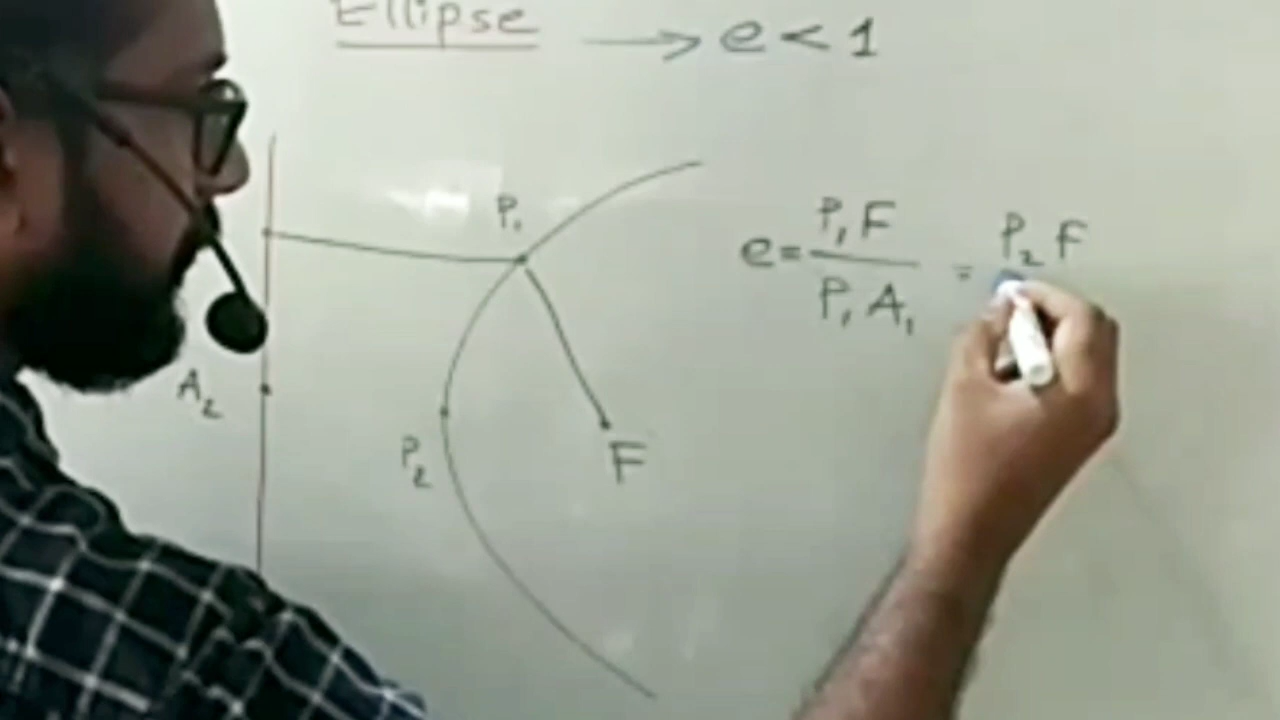 Ellipse → e < 1
P₁
e = P₁F / P₁A₁ = P₂F
A₂
P₂
F